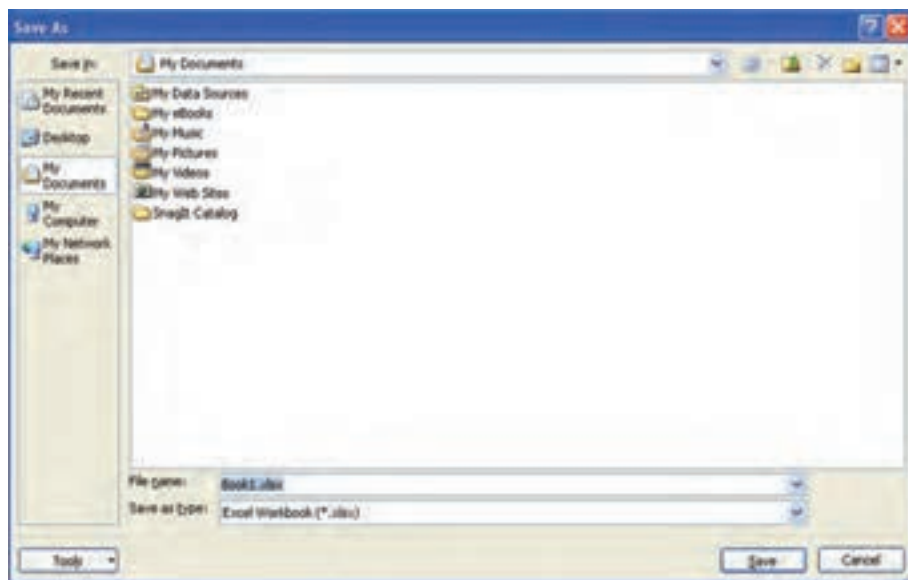 Save As
Save in:
My Documents
My Recent
Documents
Desktop
My
Documents
My
Computer
My Network
Places
My Data Sources
My eBooks
My Music
My Pictures
My Videos
My Web Sites
SnagIt Catalog
File name:
Book1.xlsx
Save as type:
Excel Workbook (*.xlsx)
Tools
Save
Cancel